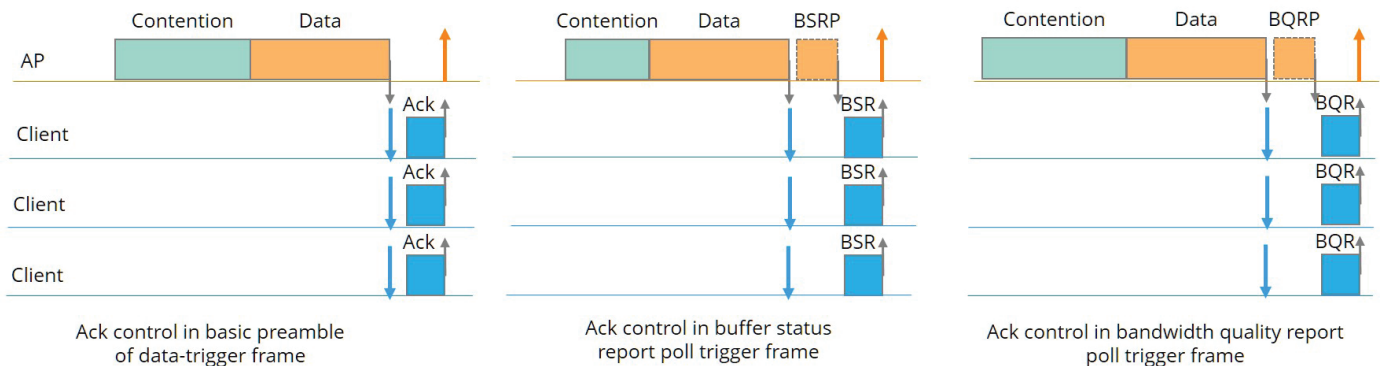 Contention Data
AP
Ack
Client
Ack
Client
Ack
Client
Ack control in basic preamble
of data-trigger frame
Contention Data BSRP
BSR
BSR
BSR
Ack control in buffer status
report poll trigger frame
Contention Data BQRP
BQR
BQR
BQR
Ack control in bandwidth quality report
poll trigger frame